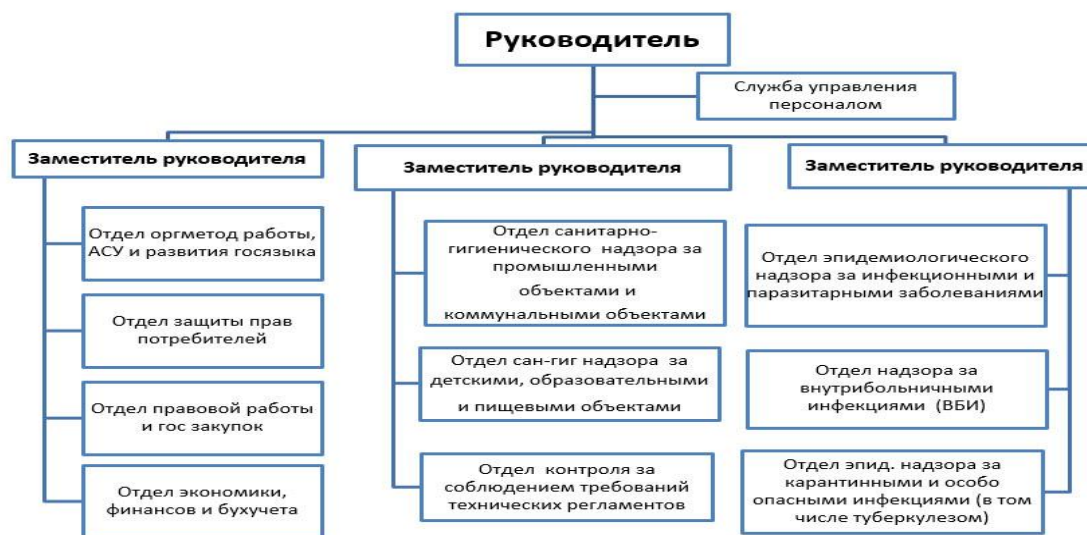 Руководитель
Служба управления
персоналом
Заместитель руководителя
Отдел оргметод работы,
АСУ и развития госязыка
Отдел защиты прав
потребителей
Отдел правовой работы
и гос закупок
Отдел экономики,
финансов и бухучета
Заместитель руководителя
Отдел санитарно-
гигиенического надзора за
промышленными
объектами и
коммунальными объектами
Отдел сан-гиг надзора за
детскими, образовательными
и пищевыми объектами
Отдел контроля за
соблюдением требований
технических регламентов
Заместитель руководителя
Отдел эпидемиологического
надзора за инфекционными и
паразитарными заболеваниями
Отдел надзора за
внутрибольничными
инфекциями (ВБИ)
Отдел эпид. надзора за
карантинными и особо
опасными инфекциями (в том
числе туберкулезом)